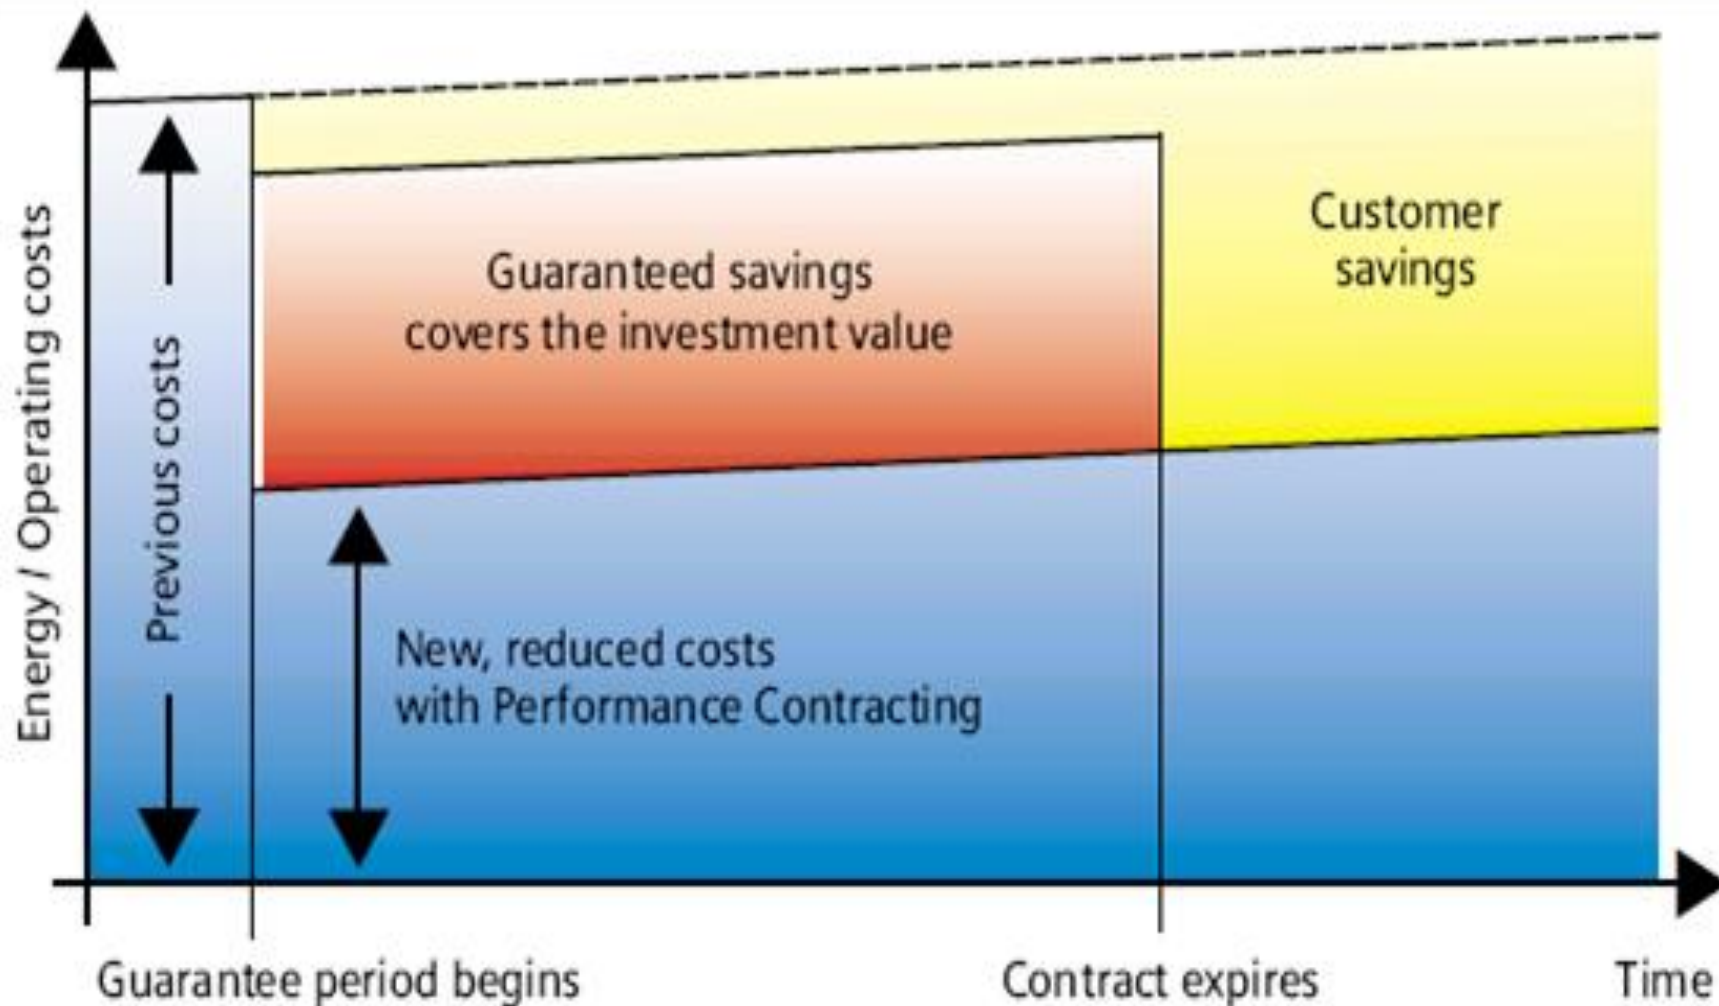 Energy / Operating costs
Previous costs
Guaranteed savings
covers the investment value
Customer
savings
New, reduced costs
with Performance Contracting
Guarantee period begins
Contract expires
Time